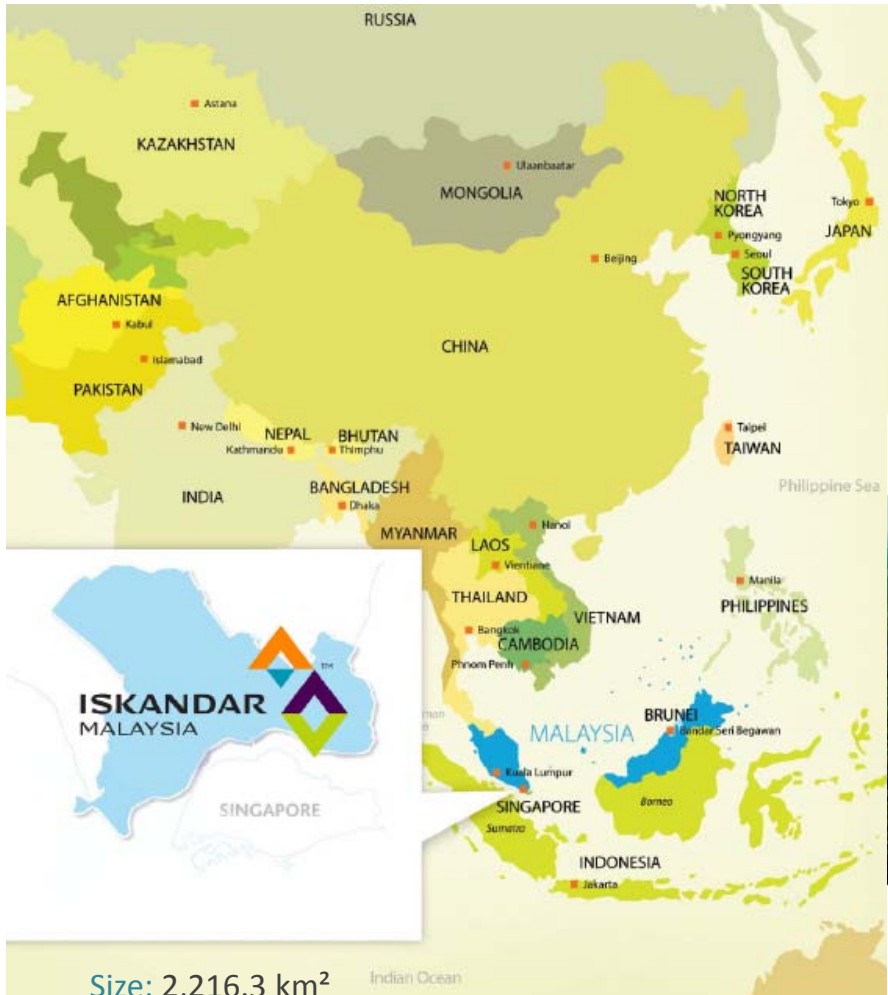 RUSSIA
Astana
KAZAKHSTAN
Ulaanbaatar
MONGOLIA
NORTH
KOREA
Tokyo
JAPAN
Pyongyang
Beijing
Seoul
SOUTH
KOREA
AFGHANISTAN
Kabul
CHINA
Islamabad
PAKISTAN
New Delhi
NEPAL
BHUTAN
Kathmandu
Thimphu
Taipei
TAIWAN
Philippine Sea
INDIA
BANGLADESH
Dhaka
MYANMAR
Hanoi
LAOS
Vientiane
Manila
THAILAND
PHILIPPINES
VIETNAM
Bangkok
CAMBODIA
Phnom Penh
TM
ISKANDAR
MALAYSIA
SINGAPORE
BRUNEI
MALAYSIA
Bandar Seri Begawan
Kuala Lumpur
SINGAPORE
Borneo
Sumatra
INDONESIA
Jakarta
Indian Ocean
Size: 2,216.3 km²